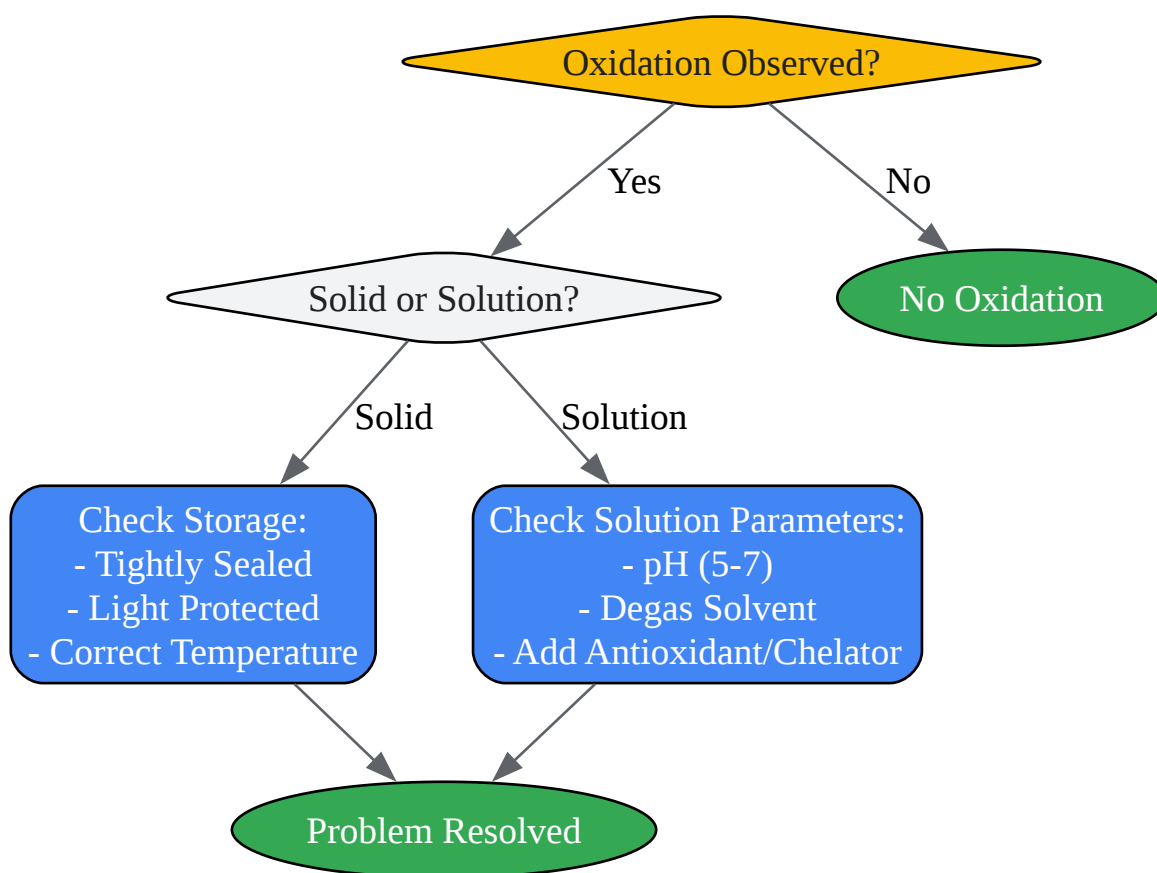 Oxidation Observed?
Yes
No
Solid or Solution?
No Oxidation
Solid
Solution
Check Storage:
- Tightly Sealed
- Light Protected
- Correct Temperature
Check Solution Parameters:
- pH (5-7)
- Degas Solvent
- Add Antioxidant/Chelator
Problem Resolved